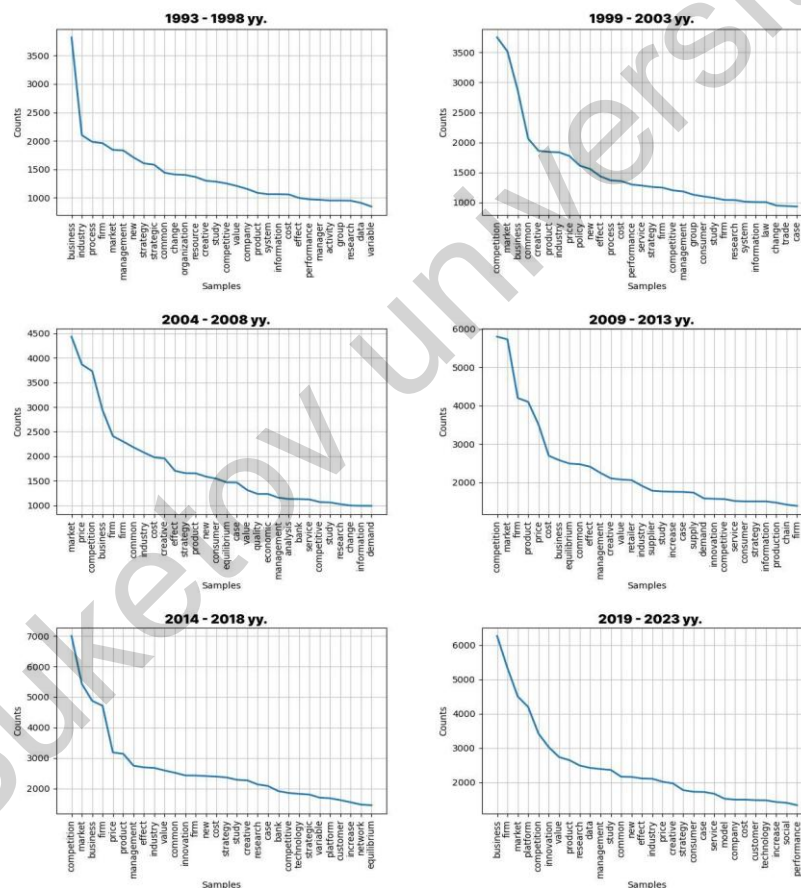 1993 - 1998 yy.
Counts
3500
3000
2500
2000
1500
1000
business
industry
process
firm
market
management
new
strategy
strategic
common
change
organization
resource
creative
study
competitive
value
company
product
system
information
cost
effect
performance
manager
activity
group
research
data
variable
Samples
1999 - 2003 yy.
Counts
3500
3000
2500
2000
1500
1000
competition
market
business
common
creative
product
industry
price
policy
new
effect
process
cost
performance
service
strategy
firm
competitive
management
group
consumer
study
firm
research
system
information
law
change
trade
case
Samples
2004 - 2008 yy.
Counts
4500
4000
3500
3000
2500
2000
1500
1000
market
price
competition
business
firm
firm
common
industry
cost
creative
effect
strategy
product
new
consumer
equilibrium
case
value
quality
economic
management
analysis
bank
service
competitive
study
research
change
information
demand
Samples
2009 - 2013 yy.
Counts
6000
4000
3000
2000
competition
market
firm
product
price
cost
business
equilibrium
common
effect
management
creative
value
retailer
industry
supplier
study
increase
case
supply
demand
innovation
competitive
service
consumer
strategy
information
production
chain
firm
Samples
2014 - 2018 yy.
Counts
7000
6000
5000
4000
3000
2000
competition
market
business
firm
price
product
management
effect
industry
value
common
innovation
firm
new
cost
strategy
study
creative
research
case
bank
competitive
technology
strategic
variable
platform
customer
increase
network
equilibrium
Samples
2019 - 2023 yy.
Counts
6000
5000
4000
3000
2000
business
firm
market
platform
competition
innovation
value
product
research
data
management
study
common
new
effect
industry
price
creative
strategy
consumer
case
service
model
company
cost
customer
technology
increase
social
performance
Samples
uketov universi